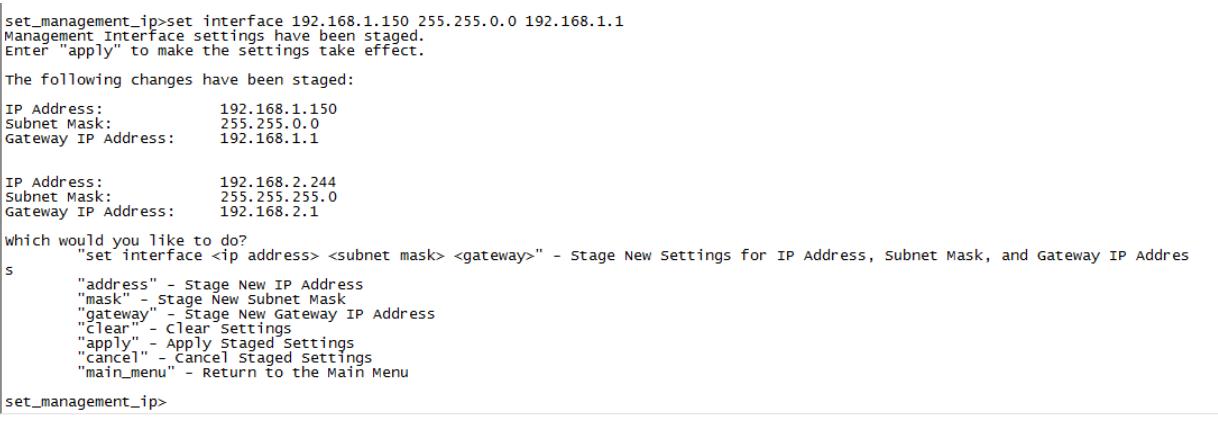 set_management_ip>set interface 192.168.1.150 255.255.0.0 192.168.1.1
Management Interface settings have been staged.
Enter "apply" to make the settings take effect.
The following changes have been staged:
IP Address: 192.168.1.150
Subnet Mask: 255.255.0.0
Gateway IP Address: 192.168.1.1
IP Address: 192.168.2.244
Subnet Mask: 255.255.255.0
Gateway IP Address: 192.168.2.1
Which would you like to do?
"set interface <ip address> <subnet mask> <gateway>" - Stage New Settings for IP Address, Subnet Mask, and Gateway IP Addres
s
"address" - Stage New IP Address
"mask" - Stage New Subnet Mask
"gateway" - Stage New Gateway IP Address
"clear" - Clear Settings
"apply" - Apply Staged Settings
"cancel" - Cancel Staged Settings
"main_menu" - Return to the Main Menu
set_management_ip>